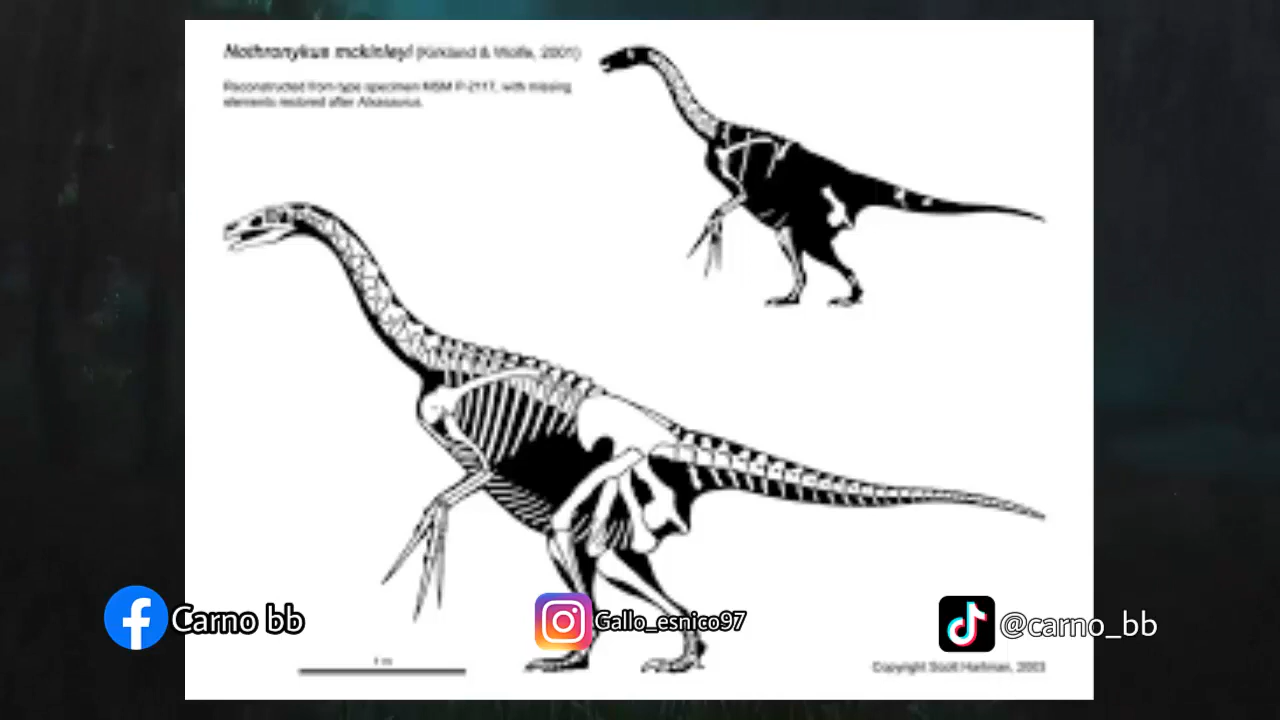 Nothronykus mckinleyi (Kirkland & Wolfe, 2001)
Reconstructed from type specimen MSM P-2117, with missing
elements restored after Alxasaurus.
1 m
Copyright Scott Hartman, 2003
Carno bb
Gallo_esnico97
@carno_bb